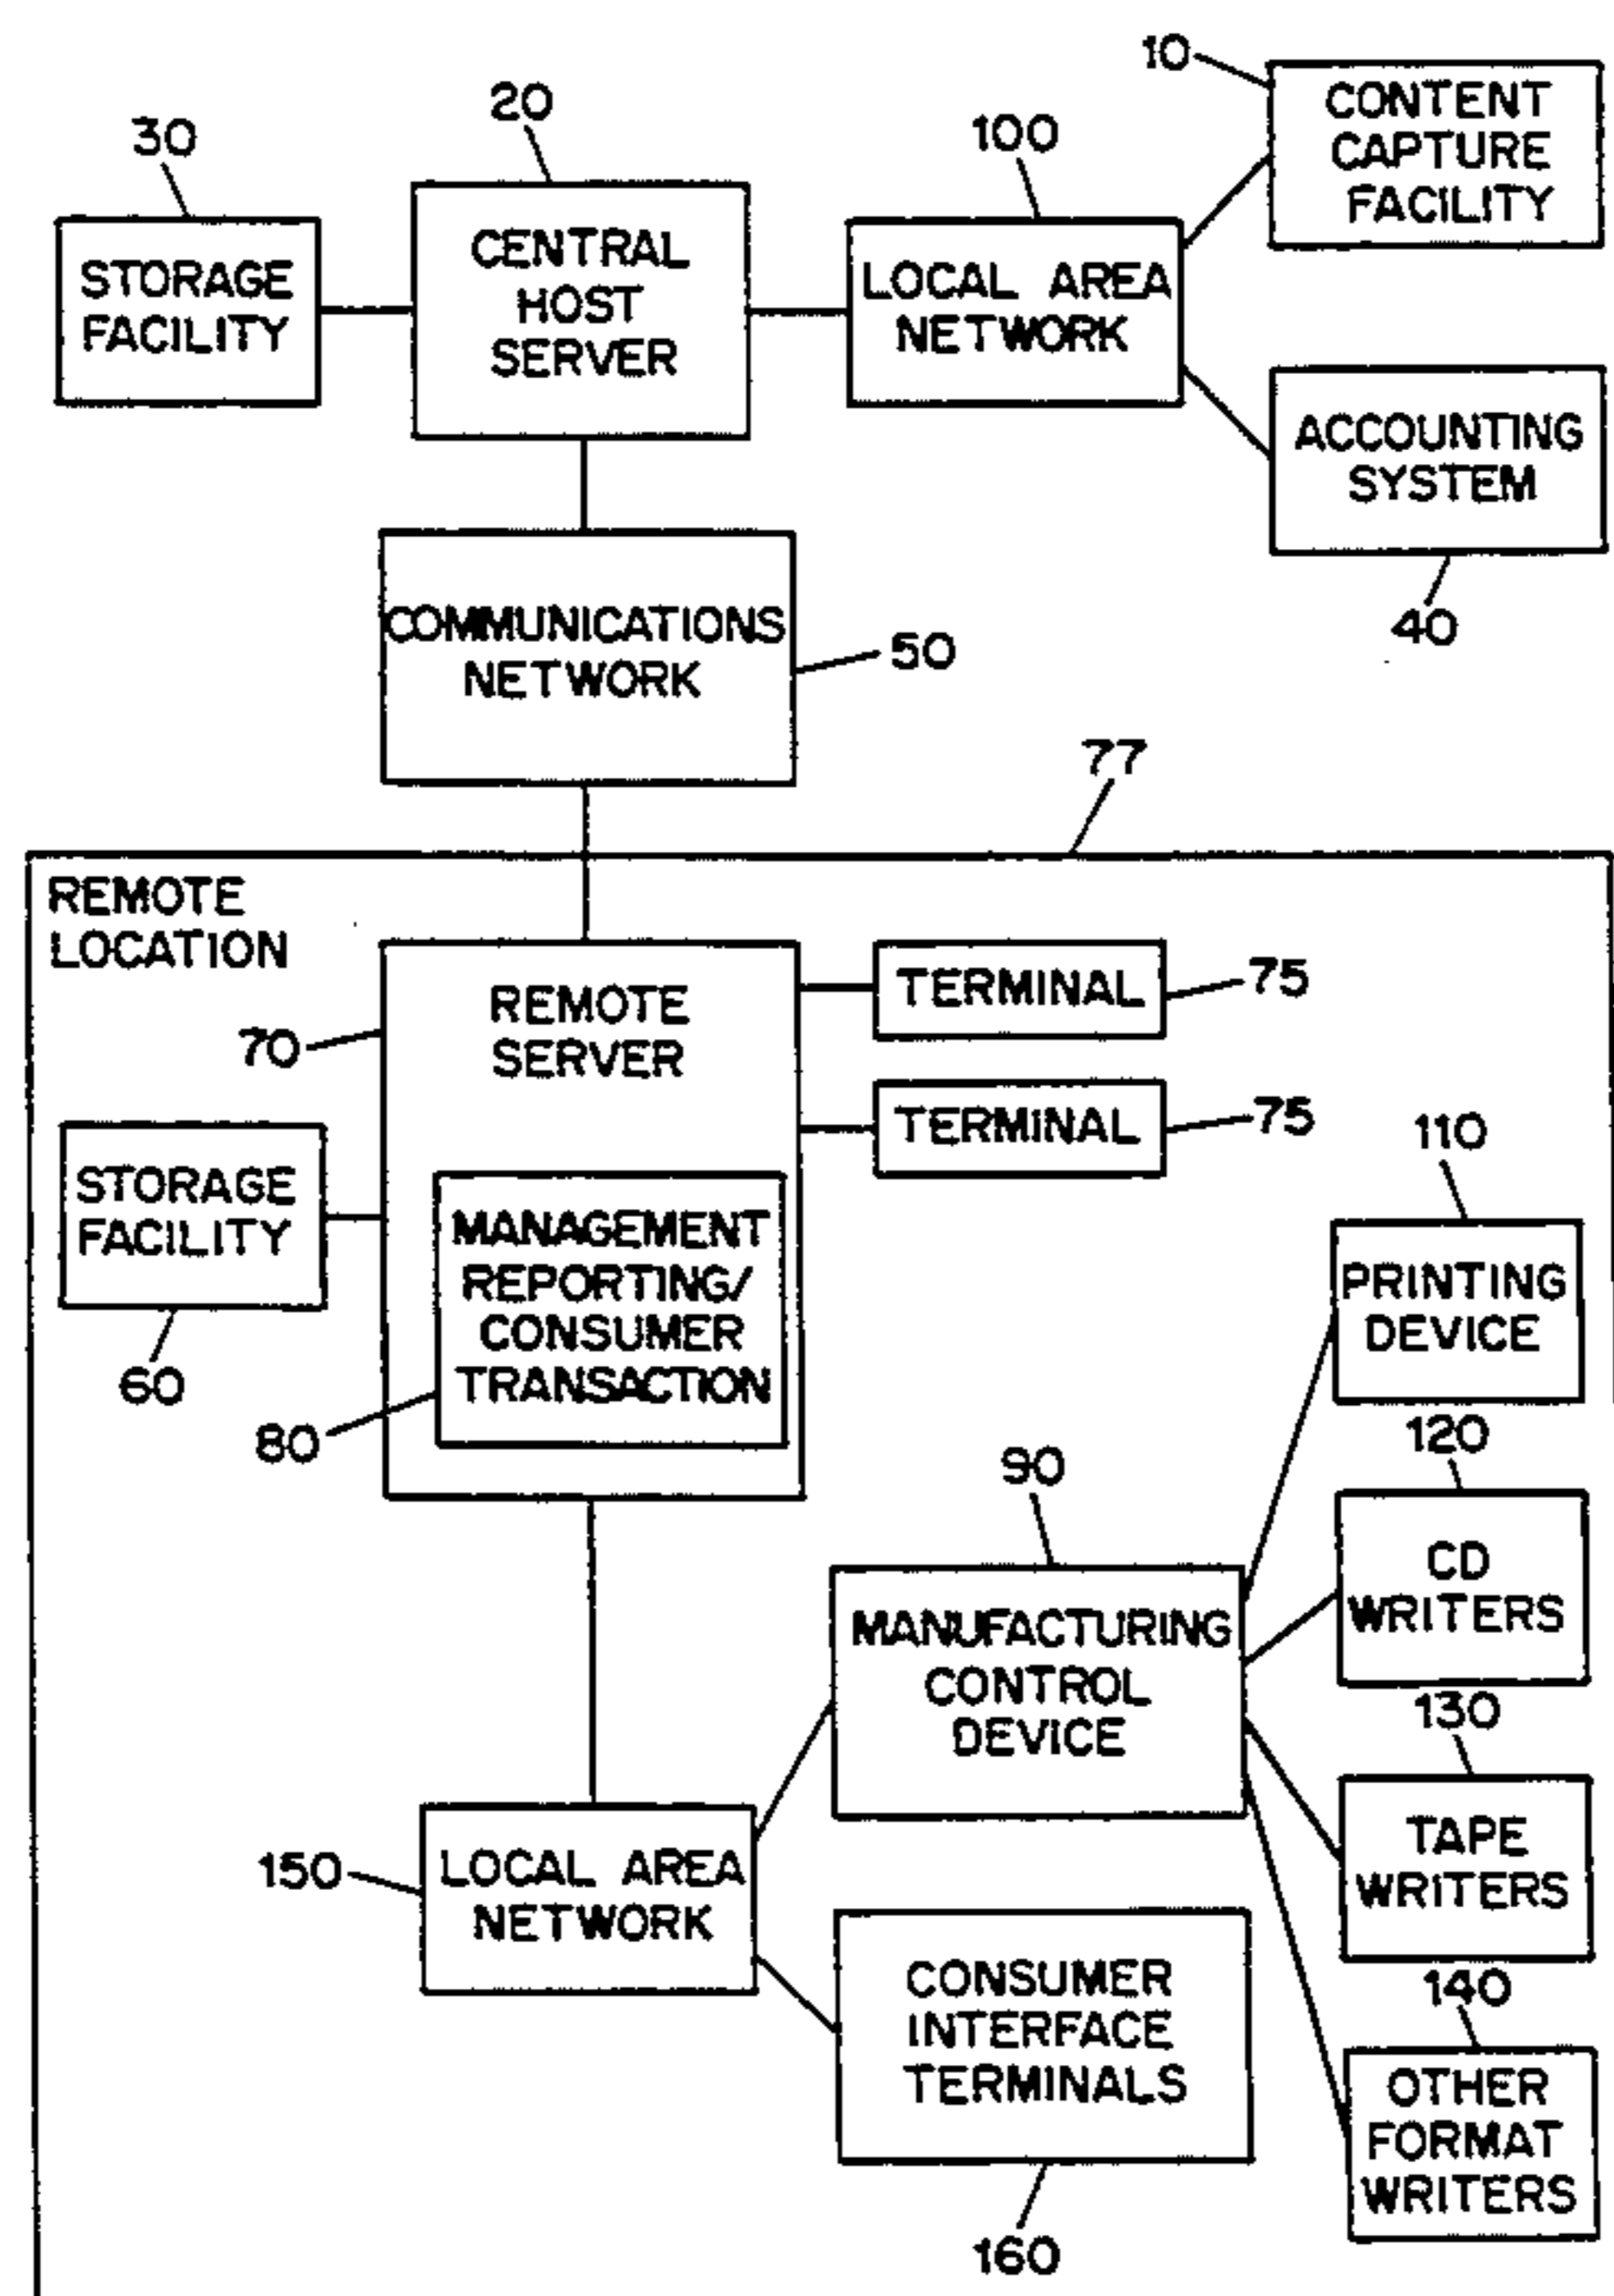 10
CONTENT
CAPTURE
FACILITY
20
30
100
STORAGE
FACILITY
CENTRAL
HOST
SERVER
LOCAL AREA
NETWORK
ACCOUNTING
SYSTEM
40
COMMUNICATIONS
NETWORK
50
77
REMOTE
LOCATION
REMOTE
SERVER
70
TERMINAL
75
TERMINAL
75
STORAGE
FACILITY
60
MANAGEMENT
REPORTING/
CONSUMER
TRANSACTION
80
110
PRINTING
DEVICE
120
CD
WRITERS
90
MANUFACTURING
CONTROL
DEVICE
130
TAPE
WRITERS
150
LOCAL AREA
NETWORK
CONSUMER
INTERFACE
TERMINALS
160
140
OTHER
FORMAT
WRITERS